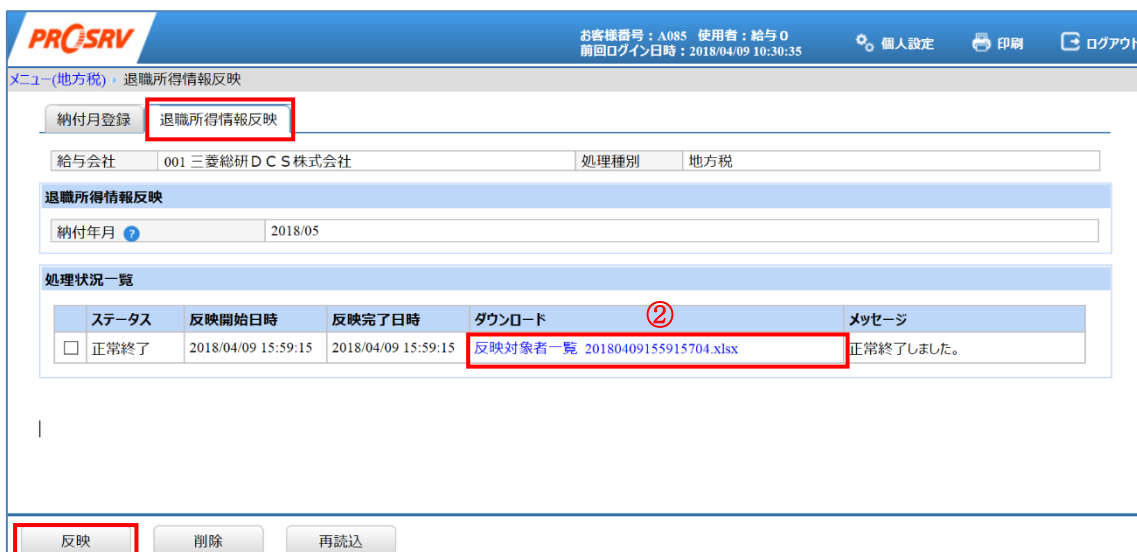 PROSRV
お客様番号：A085 使用者：給与０
前回ログイン日時：2018/04/09 10:30:35
個人設定
印刷
ログアウト
メニュー(地方税) › 退職所得情報反映
納付月登録
退職所得情報反映
給与会社 001 三菱総研ＤＣＳ株式会社 処理種別 地方税
退職所得情報反映
納付年月 ? 2018/05
処理状況一覧
②
ステータス 反映開始日時 反映完了日時 ダウンロード メッセージ
正常終了 2018/04/09 15:59:15 2018/04/09 15:59:15 反映対象者一覧_20180409155915704.xlsx 正常終了しました。
反映 削除 再読込